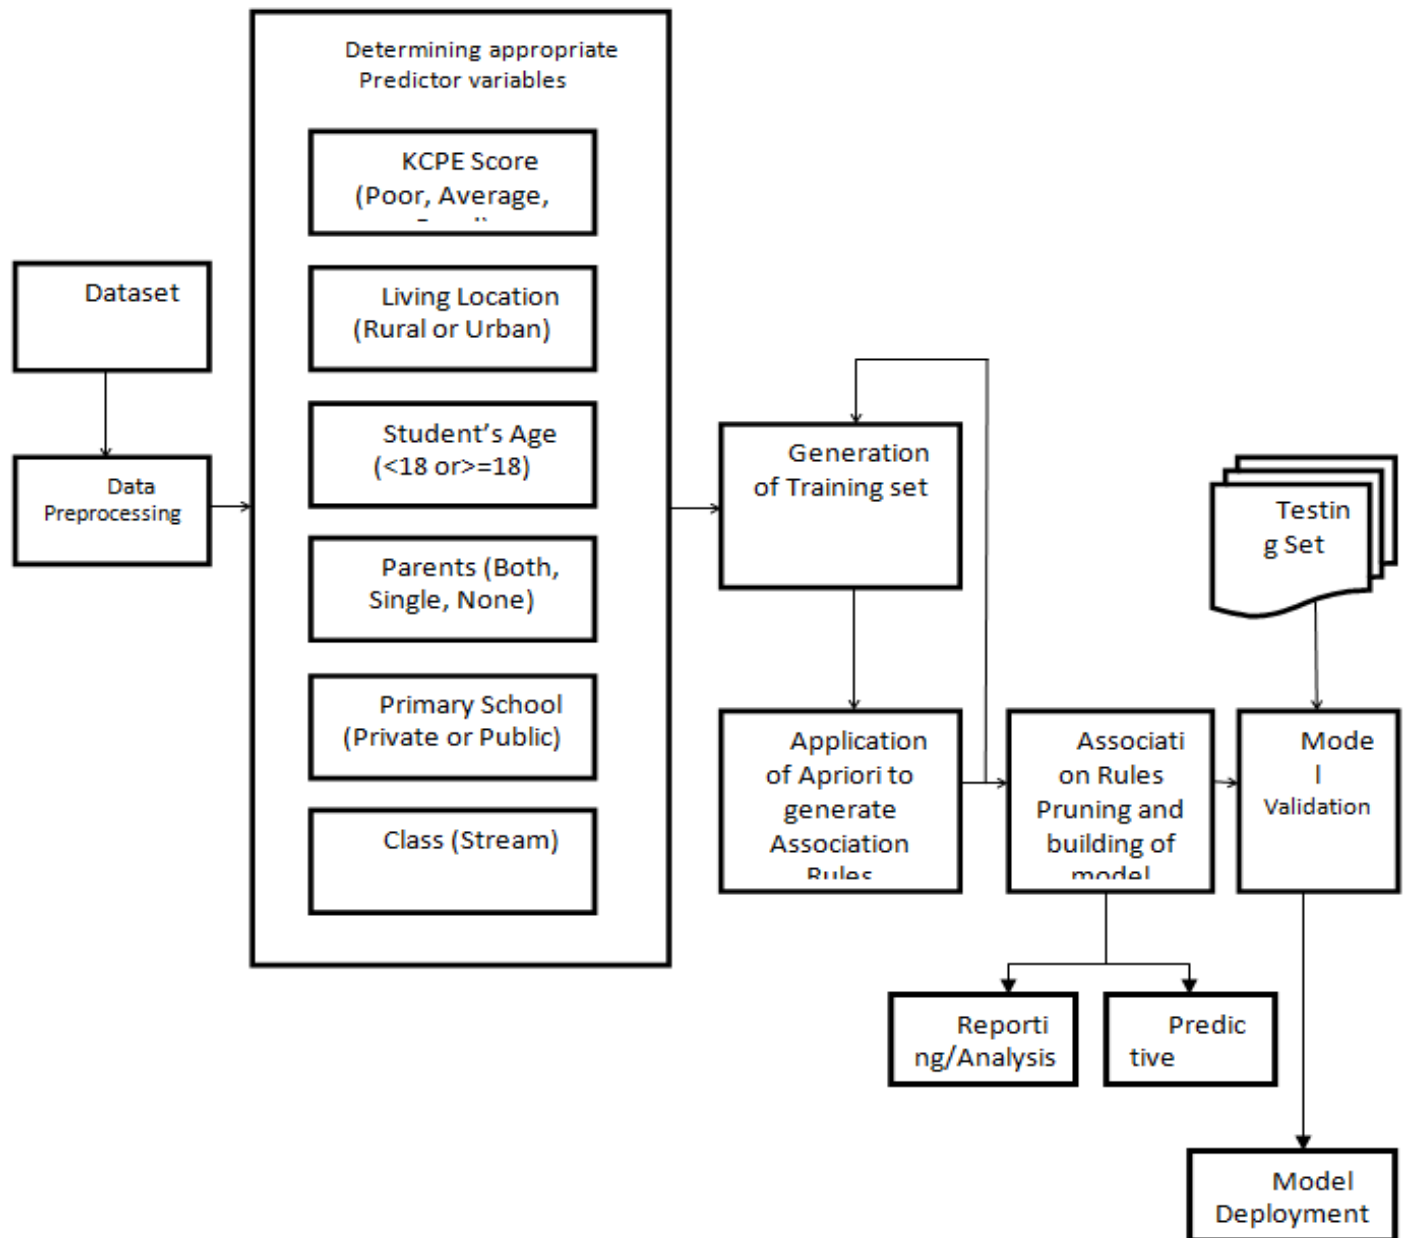 Determining appropriate
Predictor variables
KCPE Score
(Poor, Average,
Living Location
(Rural or Urban)
Student’s Age
(<18 or>=18)
Parents (Both,
Single, None)
Primary School
(Private or Public)
Class (Stream)
Dataset
Data
Preprocessing
Generation
of Training set
Testin
g Set
Application
of Apriori to
generate
Association
Rules
Associati
on Rules
Pruning and
building of
model
Mode
l
Validation
Reporti
ng/Analysis
Predic
tive
Model
Deployment